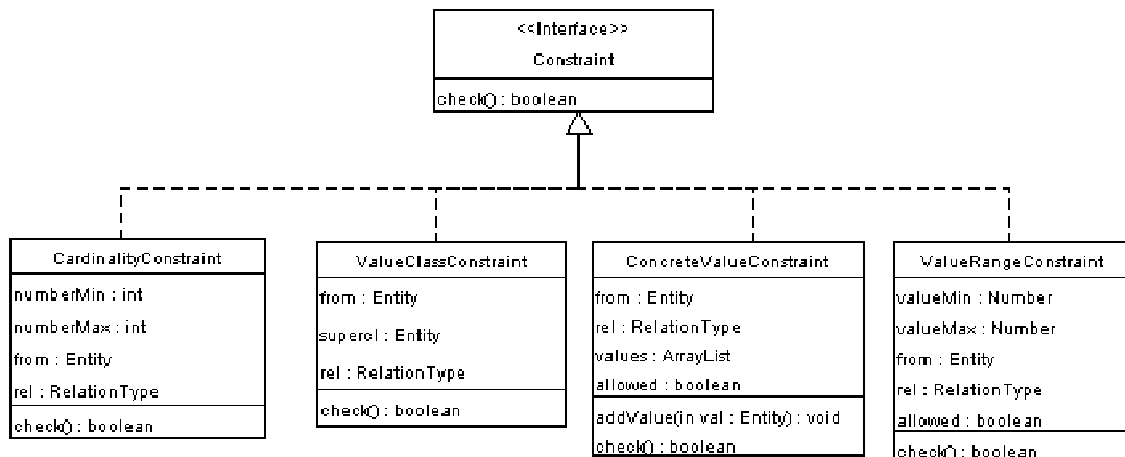 <<Interface>>
Constraint
check() : boolean
CardinalityConstraint
numberMin : int
numberMax : int
from : Entity
rel : RelationType
check() : boolean
ValueClassConstraint
from : Entity
supercl : Entity
rel : RelationType
check() : boolean
ConcreteValueConstraint
from : Entity
rel : RelationType
values : ArrayList
allowed : boolean
addValue(in val : Entity) : void
check() : boolean
ValueRangeConstraint
valueMin : Number
valueMax : Number
from : Entity
rel : RelationType
allowed : boolean
check() : boolean